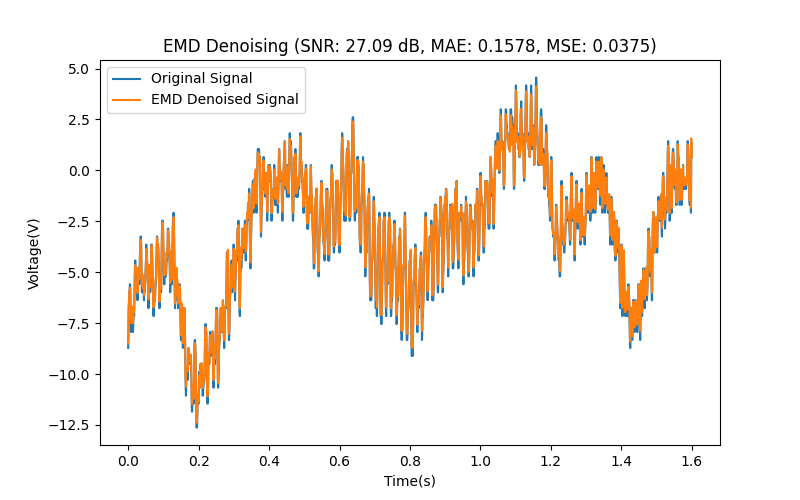 EMD Denoising (SNR: 27.09 dB, MAE: 0.1578, MSE: 0.0375)
Original Signal
EMD Denoised Signal
Voltage(V)
5.0
2.5
0.0
−2.5
−5.0
−7.5
−10.0
−12.5
0.0 0.2 0.4 0.6 0.8 1.0 1.2 1.4 1.6
Time(s)